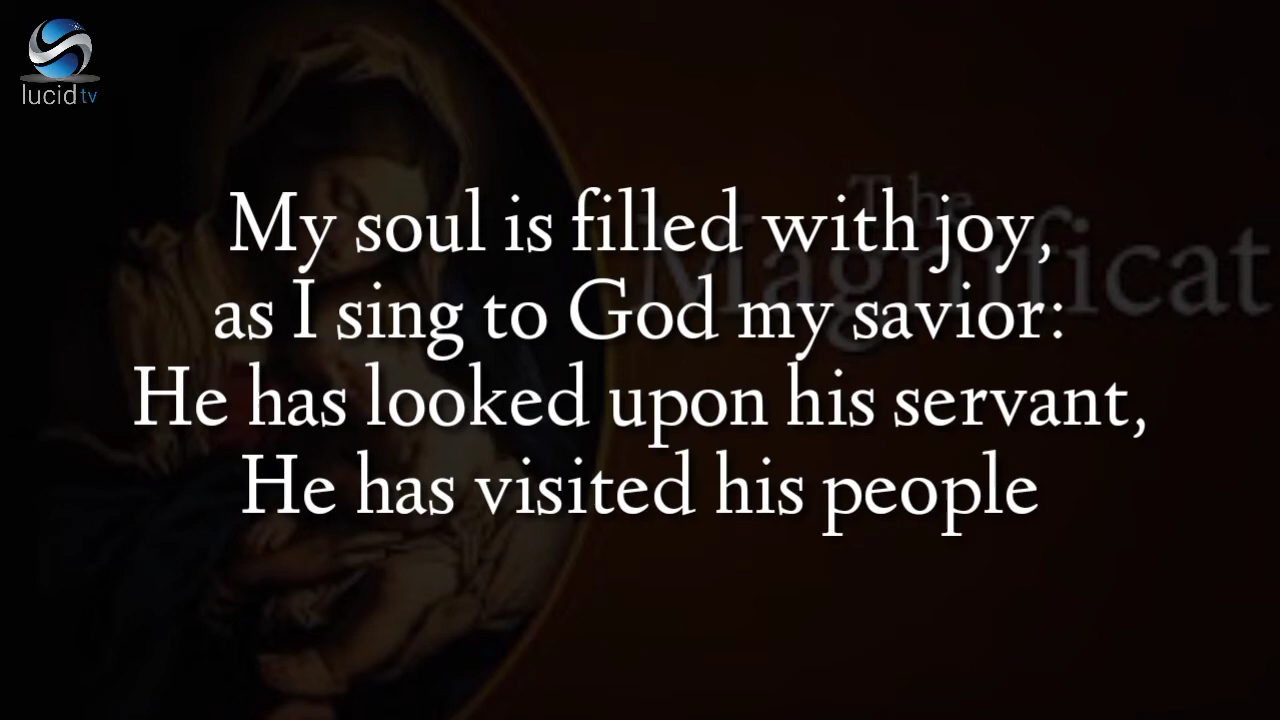 lucid tv
The
Magnificat
My soul is filled with joy,
as I sing to God my savior:
He has looked upon his servant,
He has visited his people